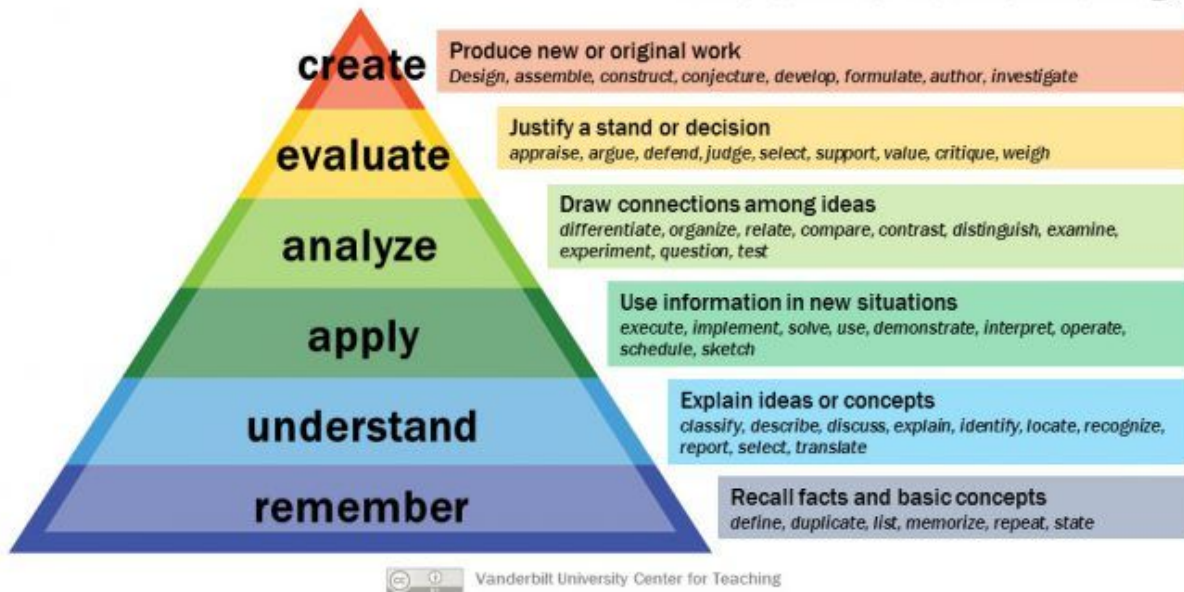 create
Produce new or original work
Design, assemble, construct, conjecture, develop, formulate, author, investigate
evaluate
Justify a stand or decision
appraise, argue, defend, judge, select, support, value, critique, weigh
analyze
Draw connections among ideas
differentiate, organize, relate, compare, contrast, distinguish, examine,
experiment, question, test
apply
Use information in new situations
execute, implement, solve, use, demonstrate, interpret, operate,
schedule, sketch
understand
Explain ideas or concepts
classify, describe, discuss, explain, identify, locate, recognize,
report, select, translate
remember
Recall facts and basic concepts
define, duplicate, list, memorize, repeat, state
cc
Vanderbilt University Center for Teaching